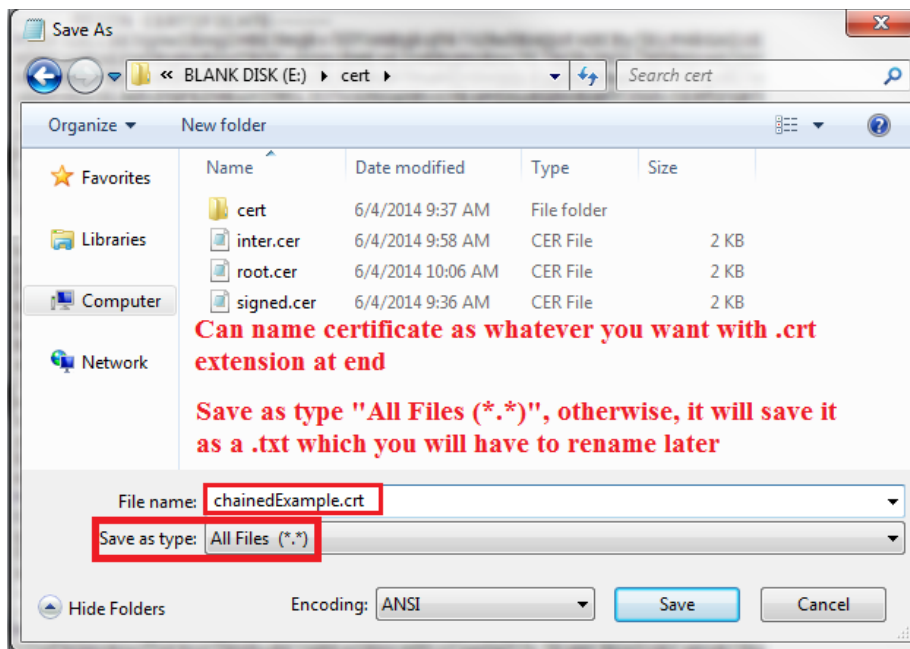 Save As
« BLANK DISK (E:) ▸ cert ▸
Search cert
Organize
New folder
Name Date modified Type Size
Favorites
Libraries
Computer
Network
cert 6/4/2014 9:37 AM File folder
inter.cer 6/4/2014 9:58 AM CER File 2 KB
root.cer 6/4/2014 10:06 AM CER File 2 KB
signed.cer 6/4/2014 9:36 AM CER File 2 KB
Can name certificate as whatever you want with .crt
extension at end
Save as type "All Files (*.*)", otherwise, it will save it
as a .txt which you will have to rename later
File name: chainedExample.crt
Save as type: All Files (*.*)
Hide Folders
Encoding: ANSI
Save
Cancel